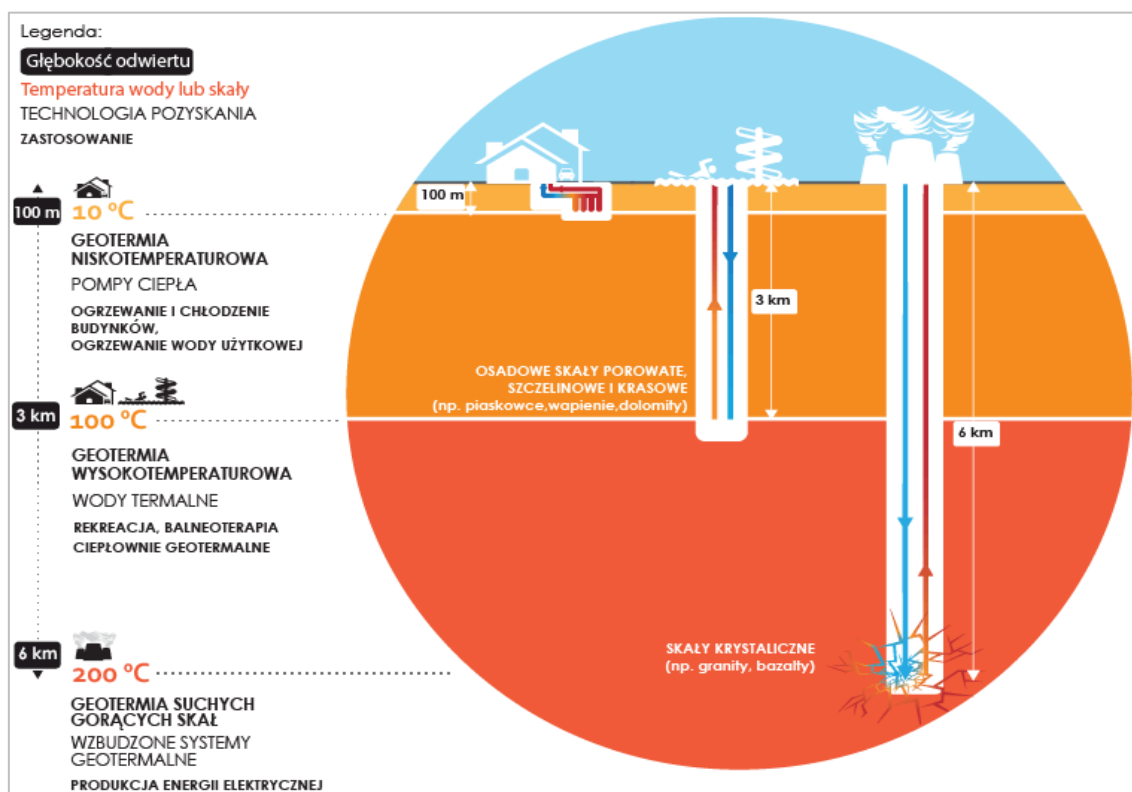 Legenda:
Głębokość odwiertu
Temperatura wody lub skały
TECHNOLOGIA POZYSKANIA
ZASTOSOWANIE
100 m
10 °C
GEOTERMIA
NISKOTEMPERATUROWA
POMPY CIEPŁA
OGRZEWANIE I CHŁODZENIE
BUDYNKÓW,
OGRZEWANIE WODY UŻYTKOWEJ
3 km
100 °C
GEOTERMIA
WYSOKOTEMPERATUROWA
WODY TERMALNE
REKREACJA, BALNEOTERAPIA
CIEPŁOWNIE GEOTERMALNE
6 km
200 °C
GEOTERMIA SUCHYCH
GORĄCYCH SKAŁ
WZBUDZONE SYSTEMY
GEOTERMALNE
PRODUKCJA ENERGII ELEKTRYCZNEJ
100 m
3 km
OSADOWE SKAŁY POROWATE,
SZCZELINOWE I KRASOWE
(np. piaskowce,wapienie,dolomity)
6 km
SKAŁY KRYSTALICZNE
(np. granity, bazalty)